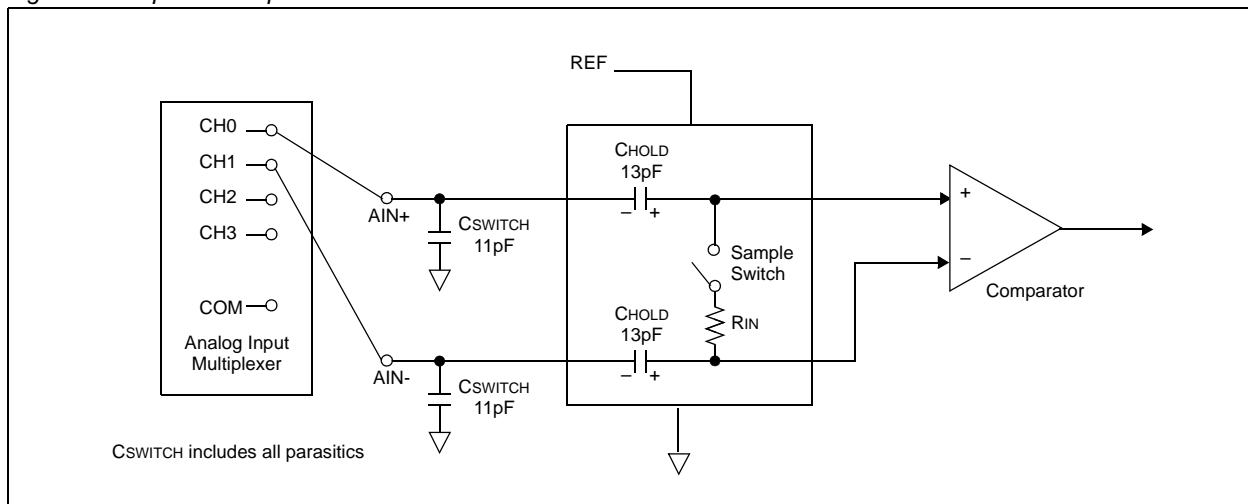 REF
CH0
CH1
CH2
CH3
COM
Analog Input
Multiplexer
AIN+
CSWITCH
11pF
CHOLD
13pF
– +
Sample
Switch
RIN
CHOLD
13pF
– +
+
–
Comparator
AIN-
CSWITCH
11pF
CSWITCH includes all parasitics